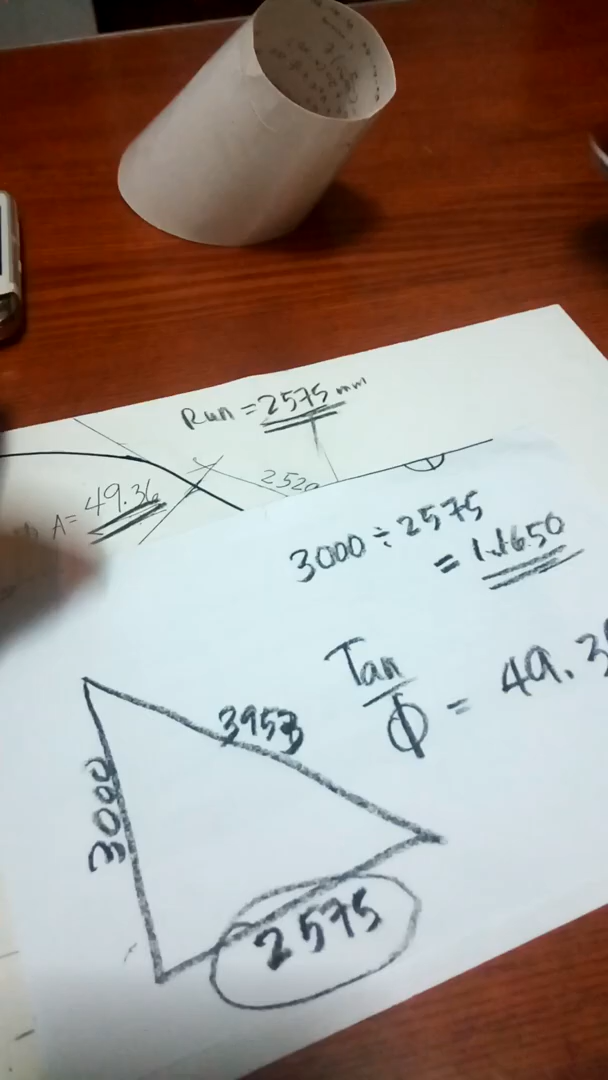 Run = 2575 mm
2520
A= 49.36
3000 ÷ 2575
= 1.1650
Tan
Φ = 49.3
3953
3000
2575